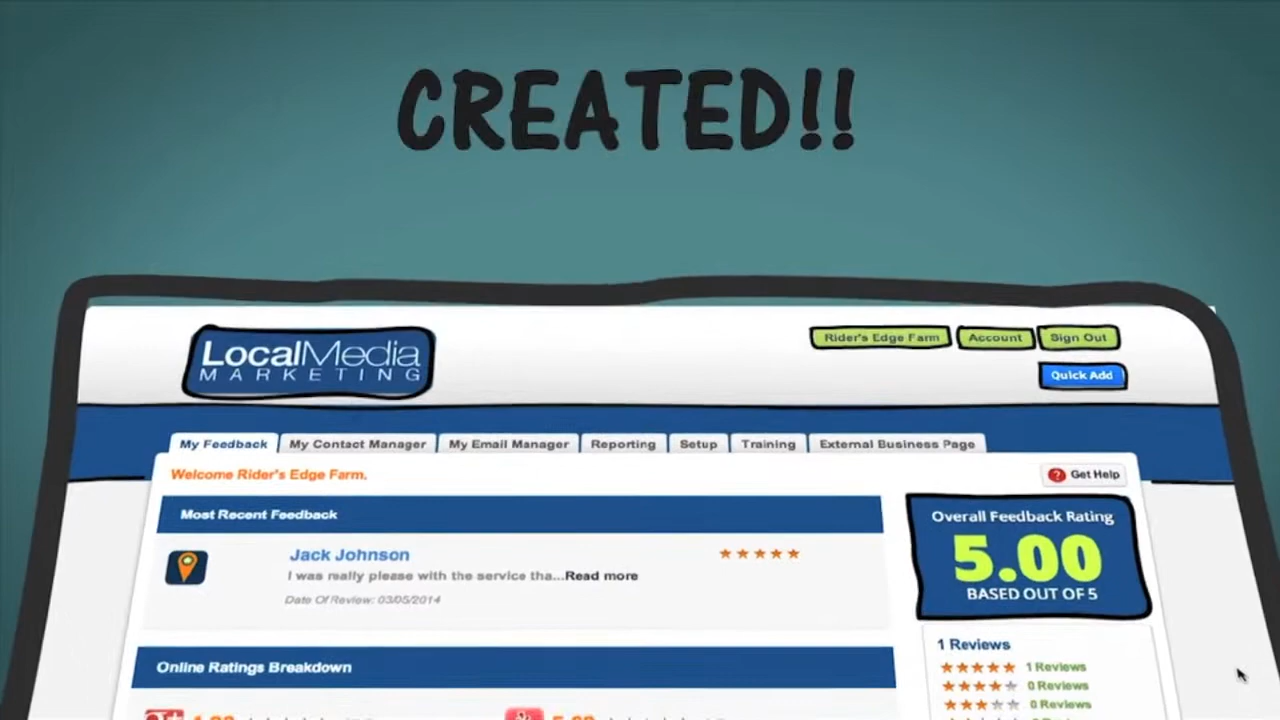 CREATED!!
LocalMedia
MARKETING
Rider's Edge Farm Account Sign Out
Quick Add
My Feedback My Contact Manager My Email Manager Reporting Setup Training External Business Page
Welcome Rider's Edge Farm.
Get Help
Most Recent Feedback
Jack Johnson
I was really please with the service tha...Read more
Date Of Review: 03/05/2014
Overall Feedback Rating
5.00
BASED OUT OF 5
1 Reviews
1 Reviews
0 Reviews
0 Reviews
Online Ratings Breakdown